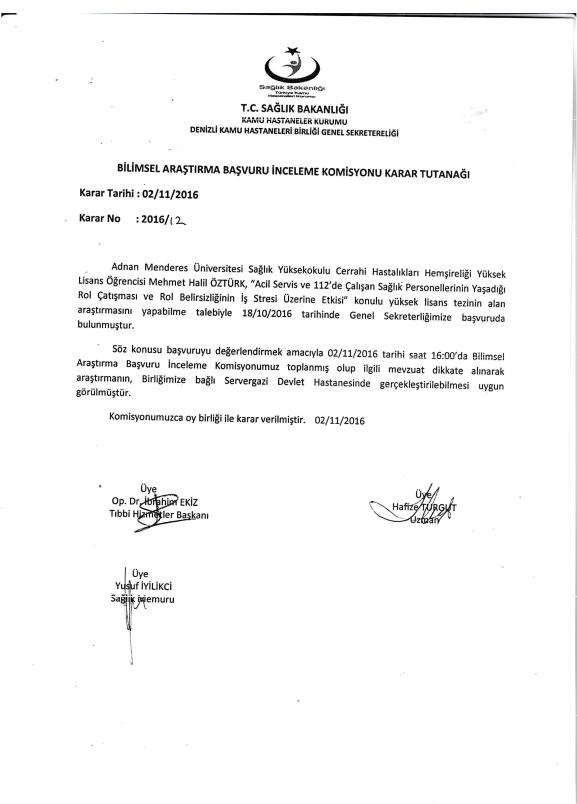 Sağlık Bakanlığı
Türkiye Kamu
Hastaneleri Kurumu
T.C. SAĞLIK BAKANLIĞI
KAMU HASTANELER KURUMU
DENİZLİ KAMU HASTANELERİ BİRLİĞİ GENEL SEKRETERELİĞİ
BİLİMSEL ARAŞTIRMA BAŞVURU İNCELEME KOMİSYONU KARAR TUTANAĞI
Karar Tarihi : 02/11/2016
Karar No : 2016/12
Adnan Menderes Üniversitesi Sağlık Yüksekokulu Cerrahi Hastalıkları Hemşireliği Yüksek
Lisans Öğrencisi Mehmet Halil ÖZTÜRK, “Acil Servis ve 112’de Çalışan Sağlık Personellerinin Yaşadığı
Rol Çatışması ve Rol Belirsizliğinin İş Stresi Üzerine Etkisi” konulu yüksek lisans tezinin alan
araştırmasını yapabilme talebiyle 18/10/2016 tarihinde Genel Sekreterliğimize başvuruda
bulunmuştur.
Söz konusu başvuruyu değerlendirmek amacıyla 02/11/2016 tarihi saat 16:00’da Bilimsel
Araştırma Başvuru İnceleme Komisyonumuz toplanmış olup ilgili mevzuat dikkate alınarak
araştırmanın, Birliğimize bağlı Servergazi Devlet Hastanesinde gerçekleştirilebilmesi uygun
görülmüştür.
Komisyonumuzca oy birliği ile karar verilmiştir. 02/11/2016
Üye
Op. Dr. İbrahim EKİZ
Tıbbi Hizmetler Başkanı
Üye
Hafize TURGUT
Uzman
Üye
Yusuf İYİLİKCİ
Sağlık Memuru